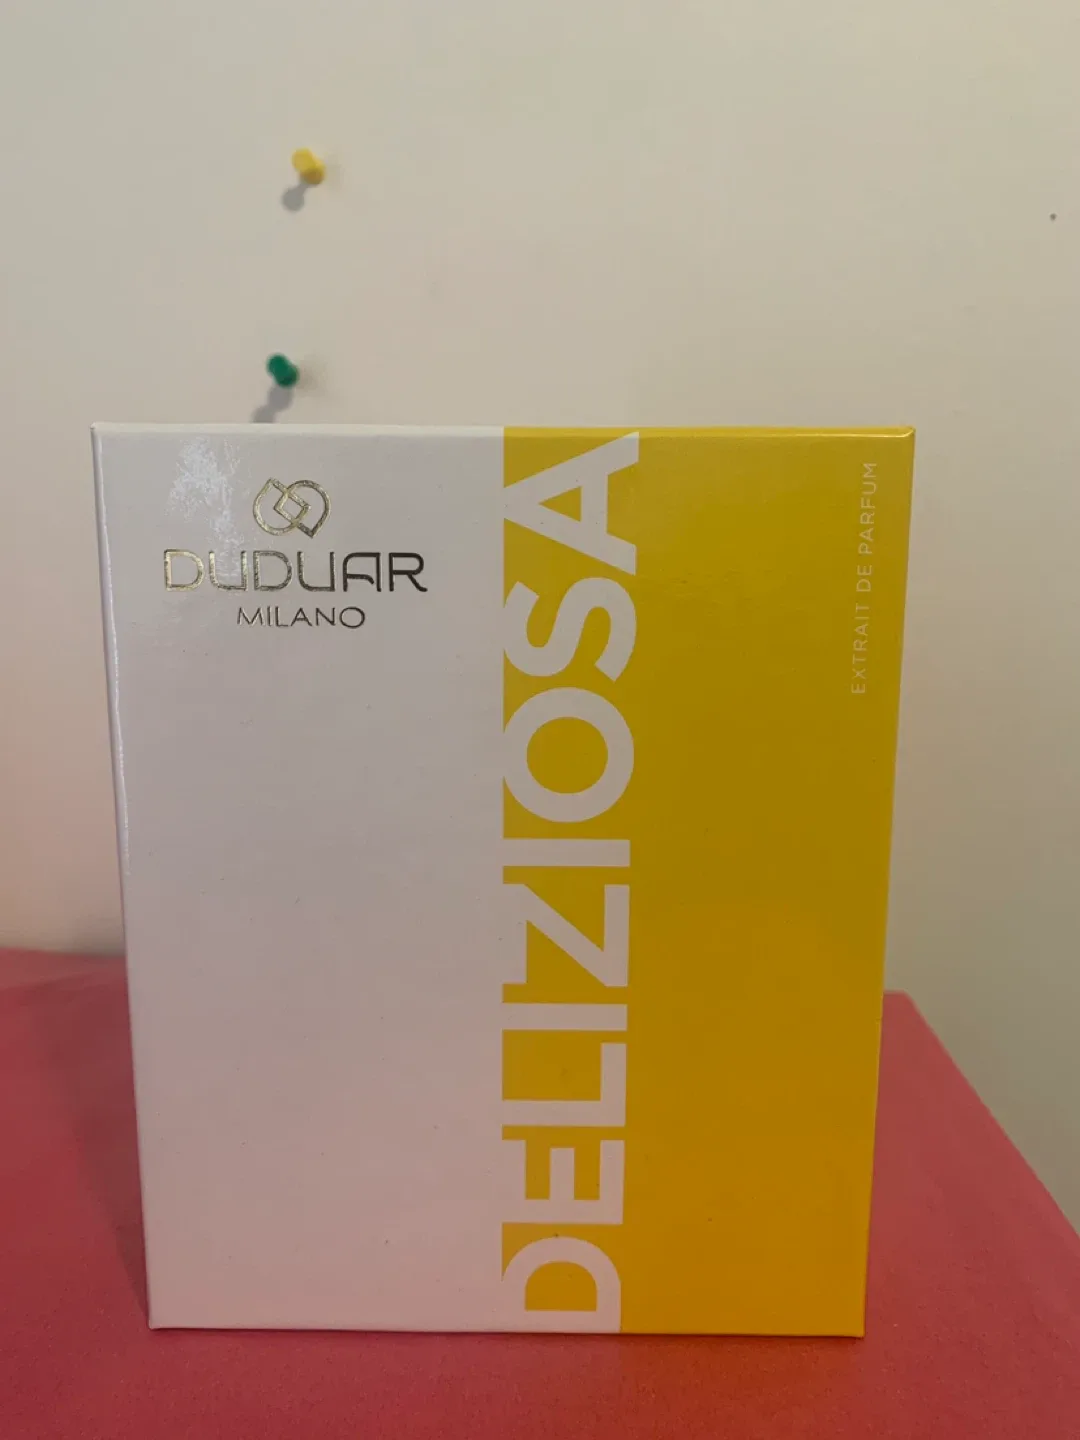 DUDUAR
MILANO
DELIZIOSA
EXTRAIT DE PARFUM